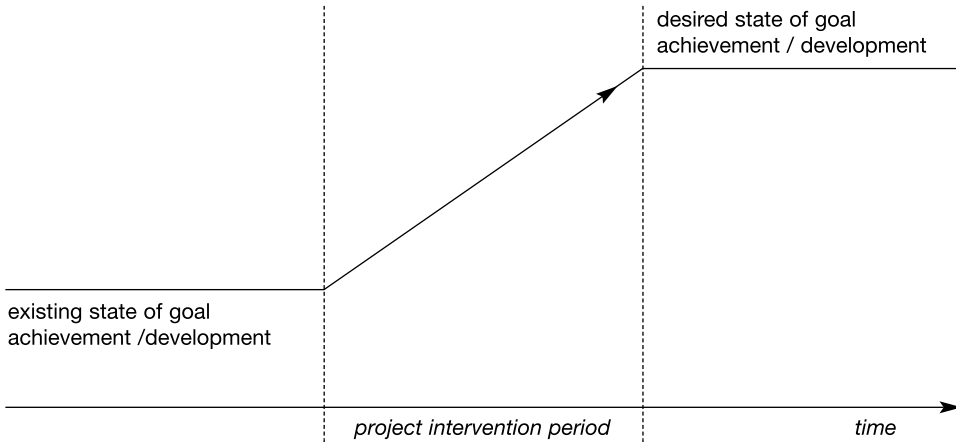 desired state of goal
achievement / development
existing state of goal
achievement /development
project intervention period
time